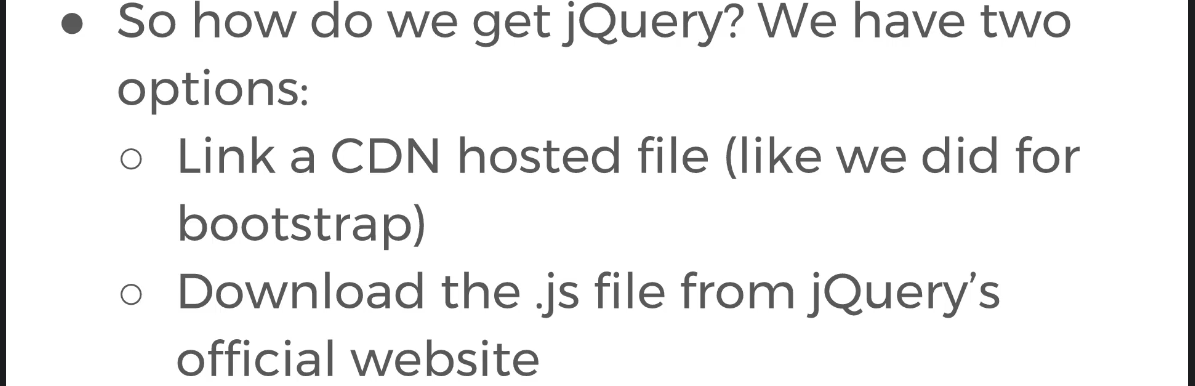 ● So how do we get jQuery? We have two
options:
○ Link a CDN hosted file (like we did for
bootstrap)
○ Download the .js file from jQuery’s
official website